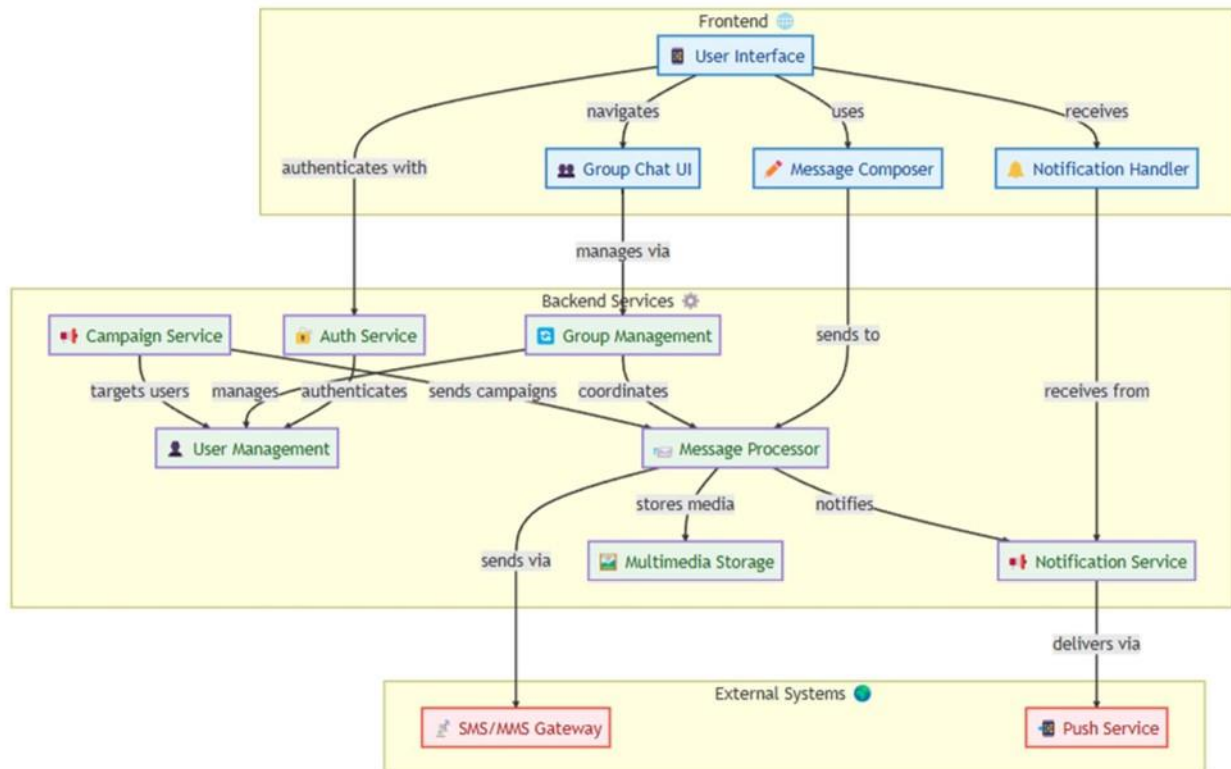 Frontend
User Interface
navigates
uses
receives
authenticates with
Group Chat UI
Message Composer
Notification Handler
manages via
Backend Services
Campaign Service
Auth Service
Group Management
sends to
targets users
manages
authenticates
sends campaigns
coordinates
receives from
User Management
Message Processor
stores media
notifies
sends via
Multimedia Storage
Notification Service
delivers via
External Systems
SMS/MMS Gateway
Push Service